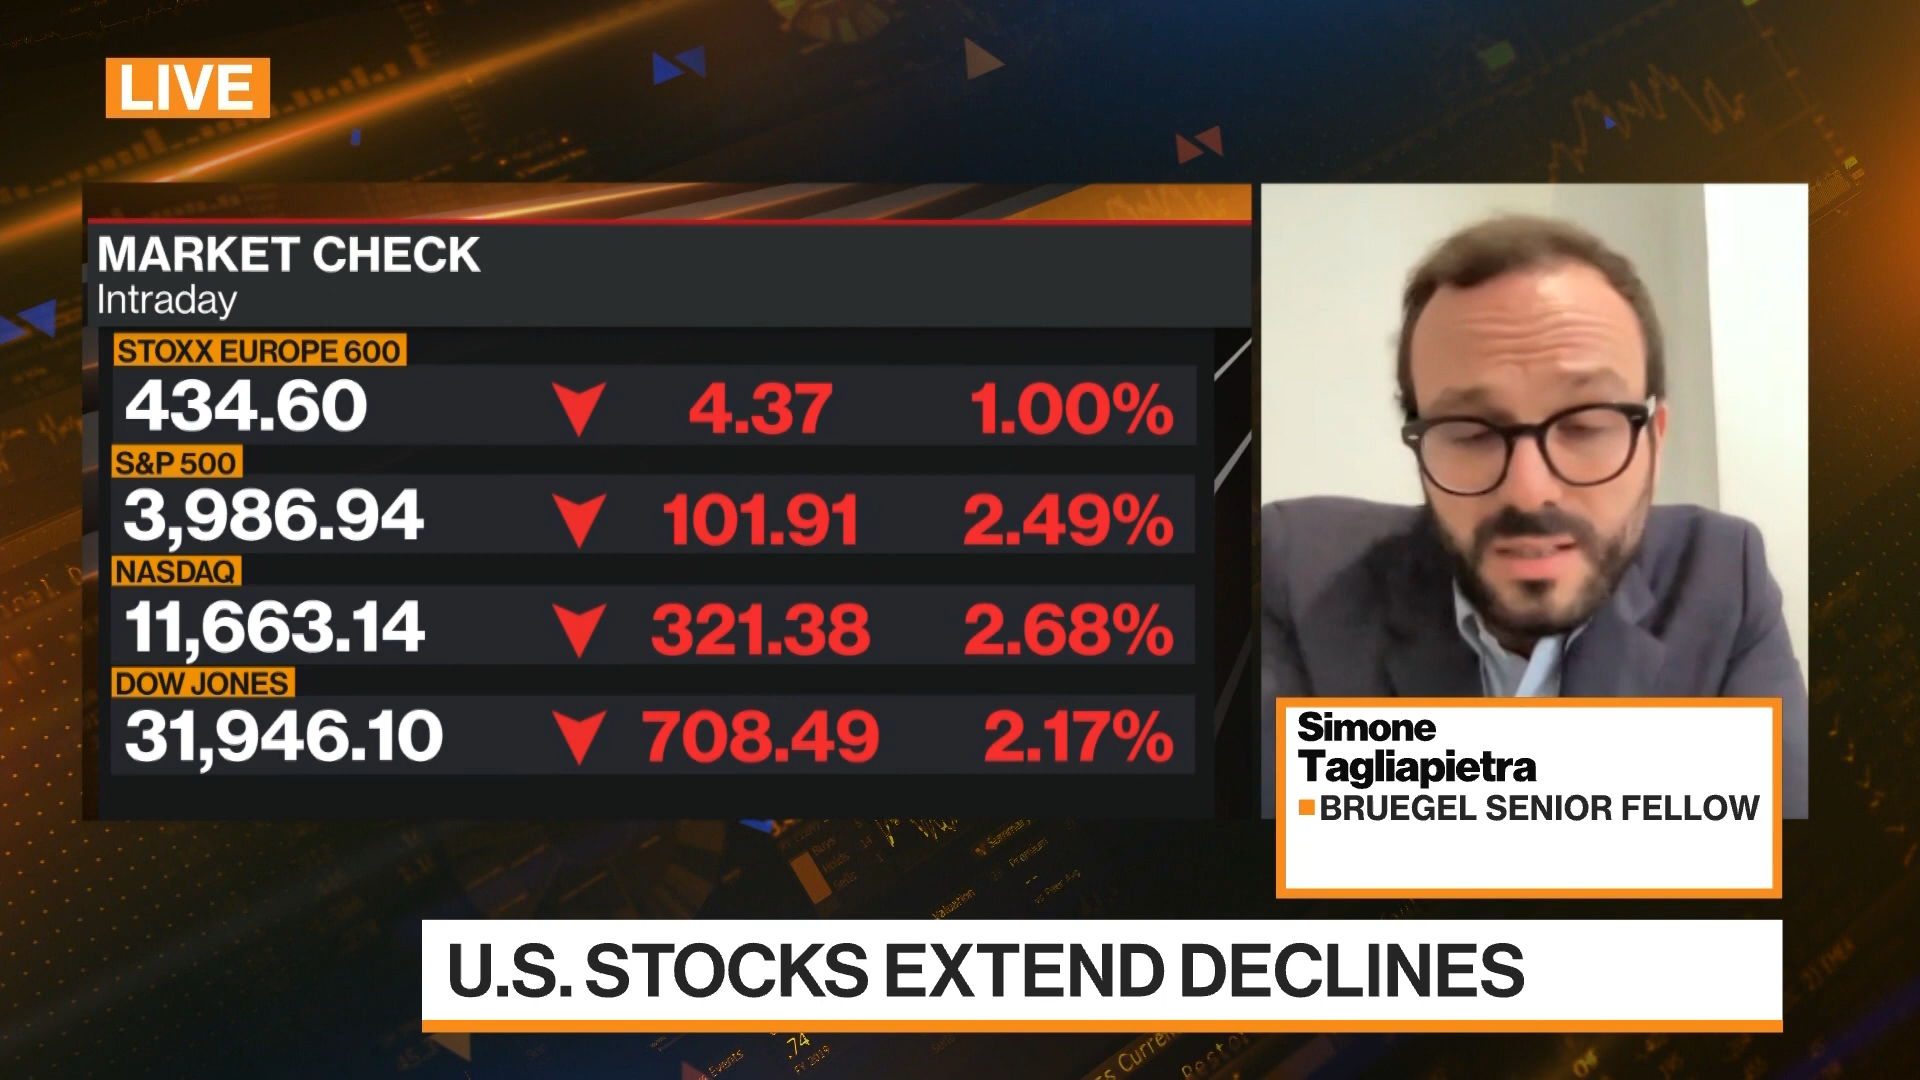 LIVE
MARKET CHECK
Intraday
STOXX EUROPE 600
434.60 4.37 1.00%
S&P 500
3,986.94 101.91 2.49%
NASDAQ
11,663.14 321.38 2.68%
DOW JONES
31,946.10 708.49 2.17%
Simone
Tagliapietra
BRUEGEL SENIOR FELLOW
U.S. STOCKS EXTEND DECLINES